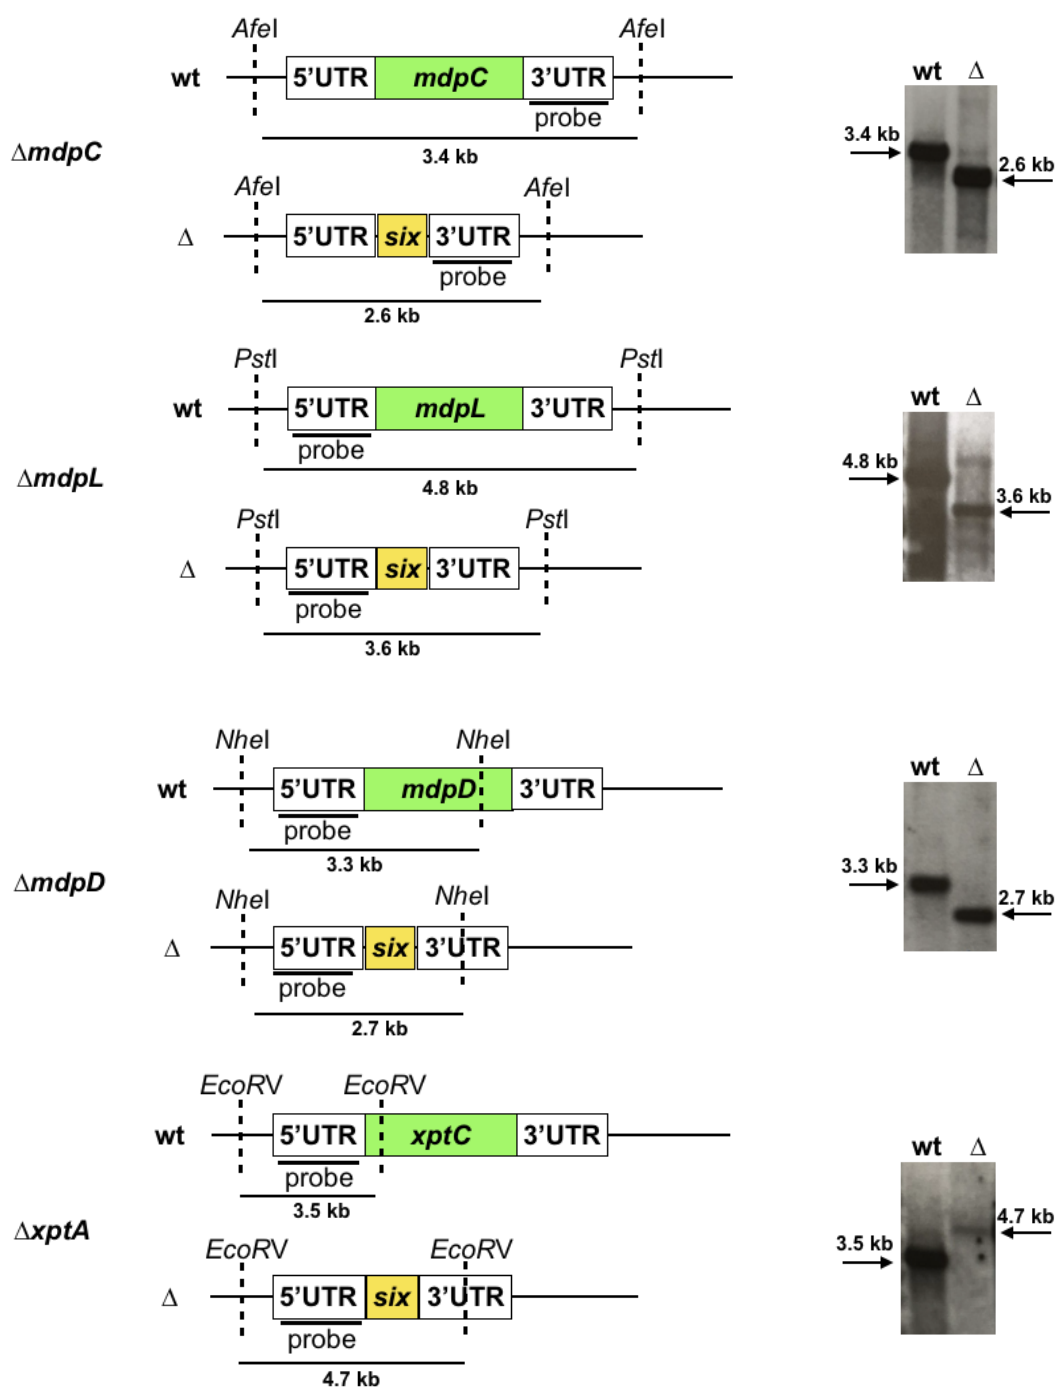 AfeI AfeI
wt 5’UTR mdpC 3’UTR
probe
3.4 kb
ΔmdpC
AfeI AfeI
Δ 5’UTR six 3’UTR
probe
2.6 kb
wt Δ
3.4 kb
2.6 kb
PstI PstI
wt 5’UTR mdpL 3’UTR
probe
4.8 kb
ΔmdpL
PstI PstI
Δ 5’UTR six 3’UTR
probe
3.6 kb
wt Δ
4.8 kb
3.6 kb
NheI NheI
wt 5’UTR mdpD 3’UTR
probe
3.3 kb
ΔmdpD
NheI NheI
Δ 5’UTR six 3’UTR
probe
2.7 kb
wt Δ
3.3 kb
2.7 kb
EcoRV EcoRV
wt 5’UTR xptC 3’UTR
probe
3.5 kb
ΔxptA
EcoRV EcoRV
Δ 5’UTR six 3’UTR
probe
4.7 kb
wt Δ
4.7 kb
3.5 kb